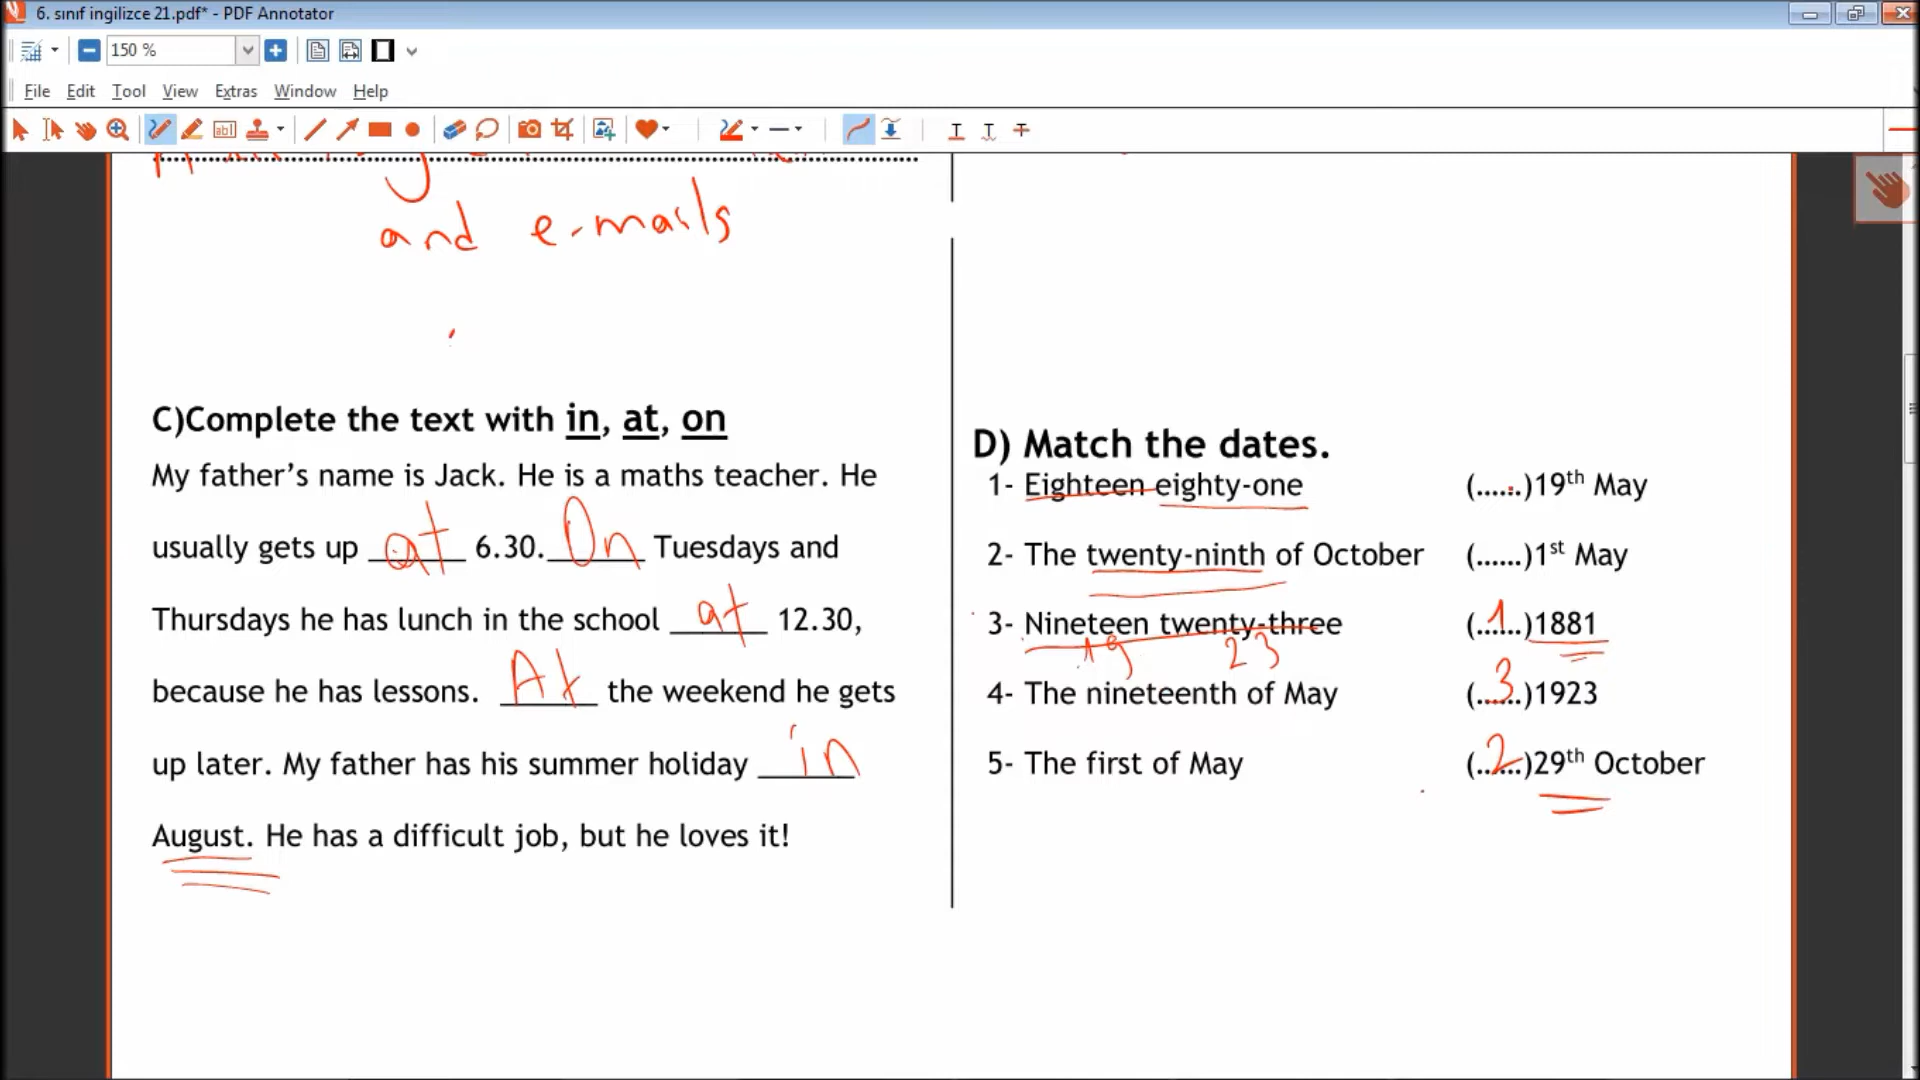 6. sınıf ingilizce 21.pdf* - PDF Annotator
150 %
File Edit Tool View Extras Window Help
and e-mails
C)Complete the text with in, at, on
My father’s name is Jack. He is a maths teacher. He
usually gets up at 6.30. On Tuesdays and
Thursdays he has lunch in the school at 12.30,
because he has lessons. At the weekend he gets
up later. My father has his summer holiday in
August. He has a difficult job, but he loves it!
D) Match the dates.
1- Eighteen eighty-one (......)19th May
2- The twenty-ninth of October (......)1st May
3- Nineteen twenty-three (1)1881
19 23
4- The nineteenth of May (3)1923
5- The first of May (2)29th October